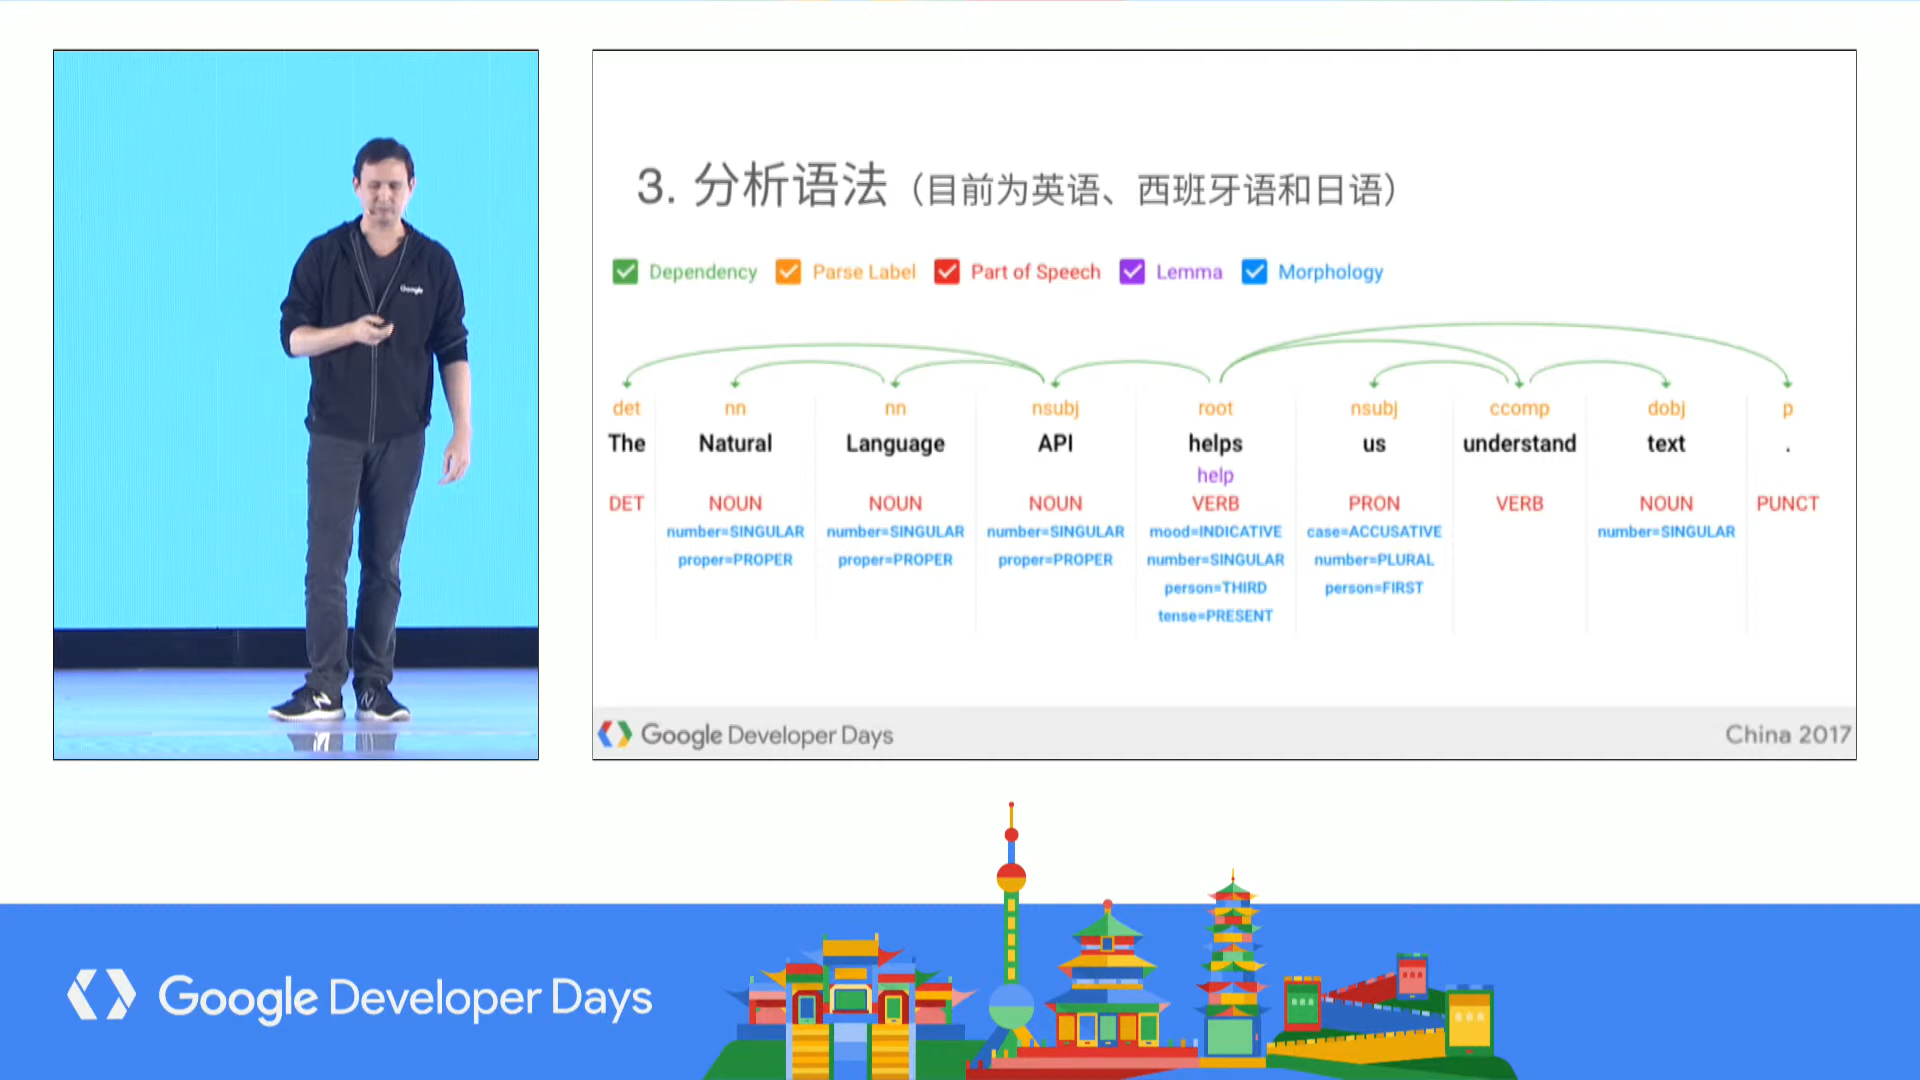 Google
3. 分析语法（目前为英语、西班牙语和日语）
Dependency Parse Label Part of Speech Lemma Morphology
det nn nn nsubj root nsubj ccomp dobj p
The Natural Language API helps us understand text .
help
DET NOUN NOUN NOUN VERB PRON VERB NOUN PUNCT
number=SINGULAR number=SINGULAR number=SINGULAR mood=INDICATIVE case=ACCUSATIVE number=SINGULAR
proper=PROPER proper=PROPER proper=PROPER number=SINGULAR number=PLURAL
person=THIRD person=FIRST
tense=PRESENT
Google Developer Days China 2017
Google Developer Days